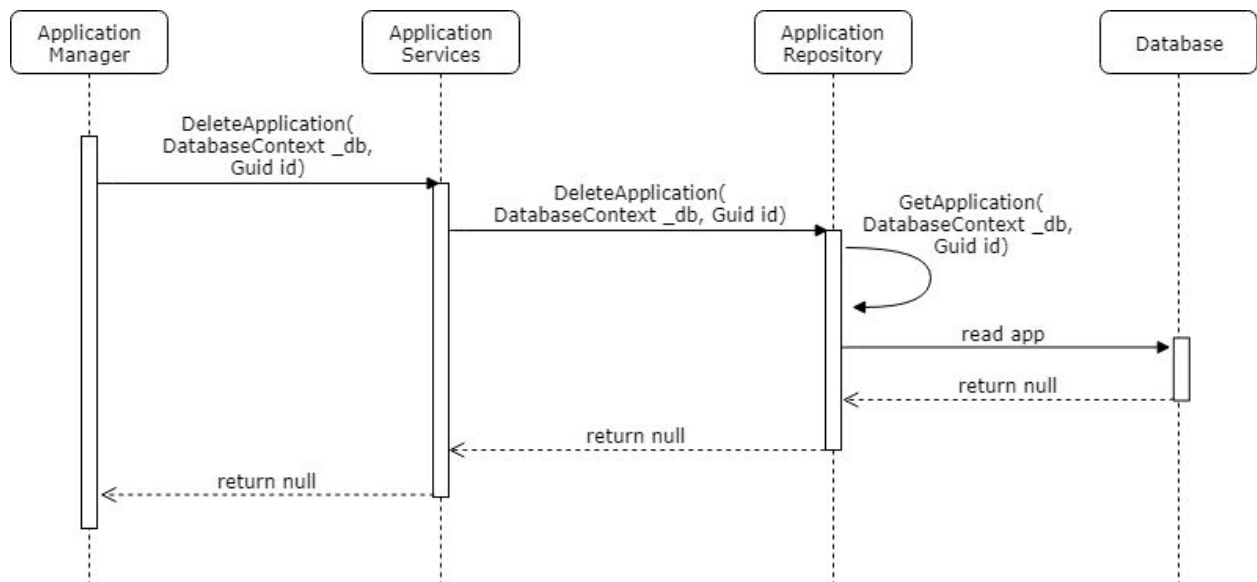 Application
Manager
Application
Services
Application
Repository
Database
DeleteApplication(
DatabaseContext _db,
Guid id)
DeleteApplication(
DatabaseContext _db, Guid id)
GetApplication(
DatabaseContext _db,
Guid id)
read app
return null
return null
return null